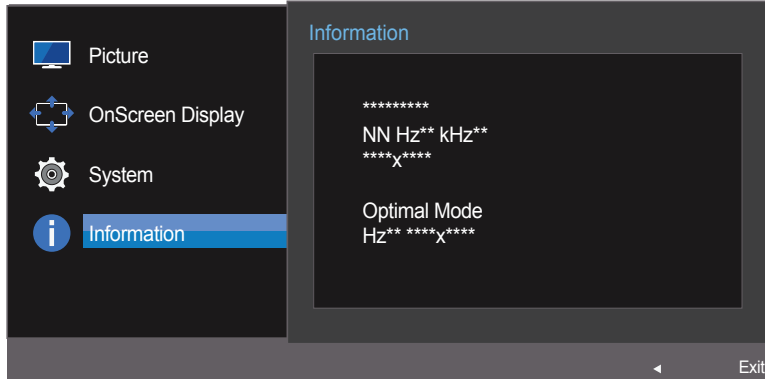 Picture
OnScreen Display
System
Information
Information
*********
NN Hz** kHz**
****x****
Optimal Mode
Hz** ****x****
Exit